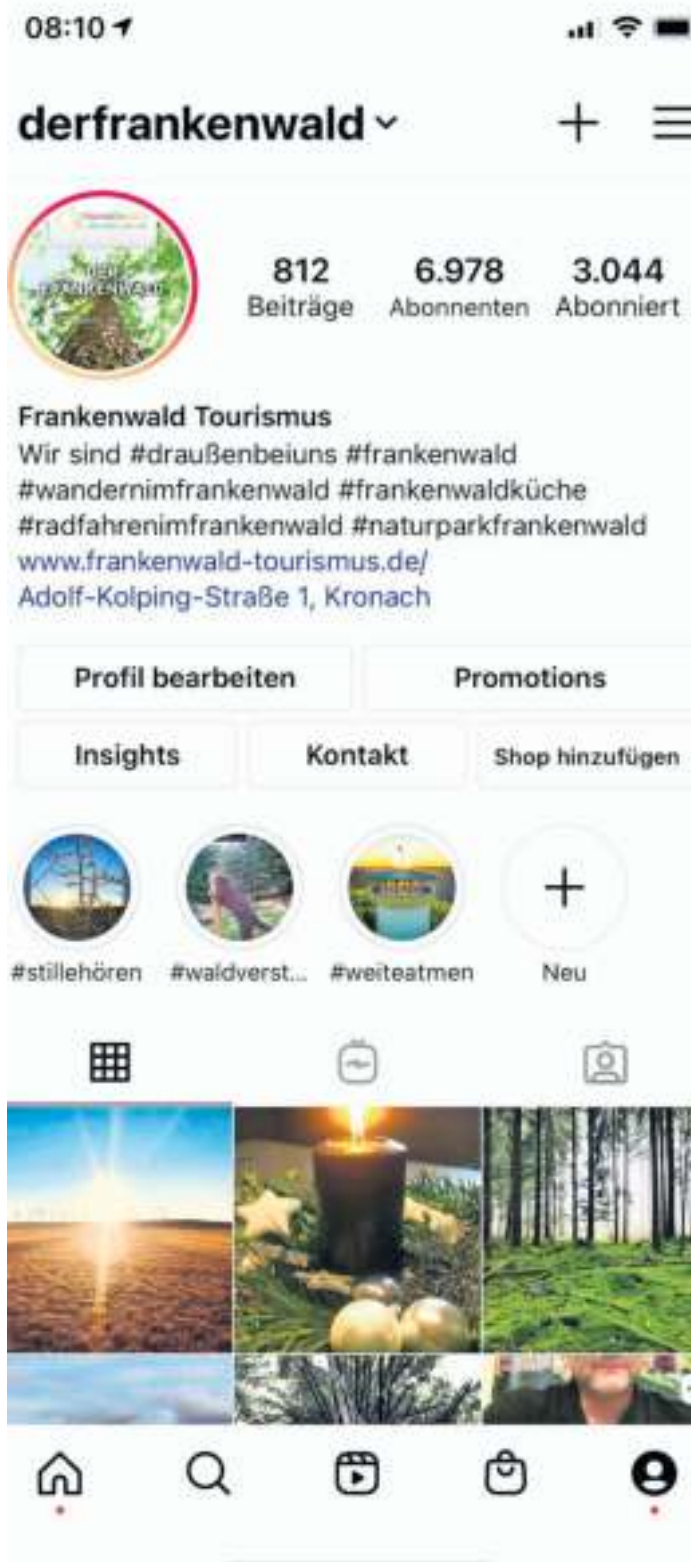 08:10
derfrankenwald
DER
FRANKENWALD
812
6.978
3.044
Beiträge
Abonnenten
Abonniert
Frankenwald Tourismus
Wir sind #draußenbeiuns #frankenwald
#wandernimfrankenwald #frankenwaldküche
#radfahrenimfrankenwald #naturparkfrankenwald
www.frankenwald-tourismus.de/
Adolf-Kolping-Straße 1, Kronach
Profil bearbeiten
Promotions
Insights
Kontakt
Shop hinzufügen
#stillehören
#waldverst...
#weiteatmen
Neu